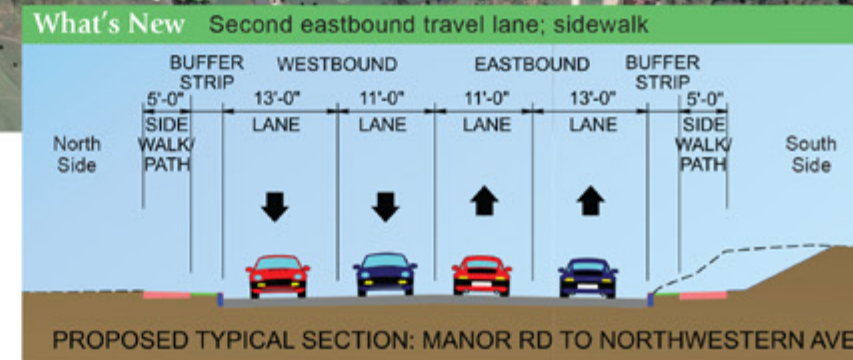 What's New Second eastbound travel lane; sidewalk
BUFFER STRIP
WESTBOUND
EASTBOUND
BUFFER STRIP
5'-0" 13'-0" 11'-0" 11'-0" 13'-0" 5'-0"
SIDE WALK/ PATH
LANE LANE LANE LANE
SIDE WALK/ PATH
North Side
South Side
PROPOSED TYPICAL SECTION: MANOR RD TO NORTHWESTERN AVE